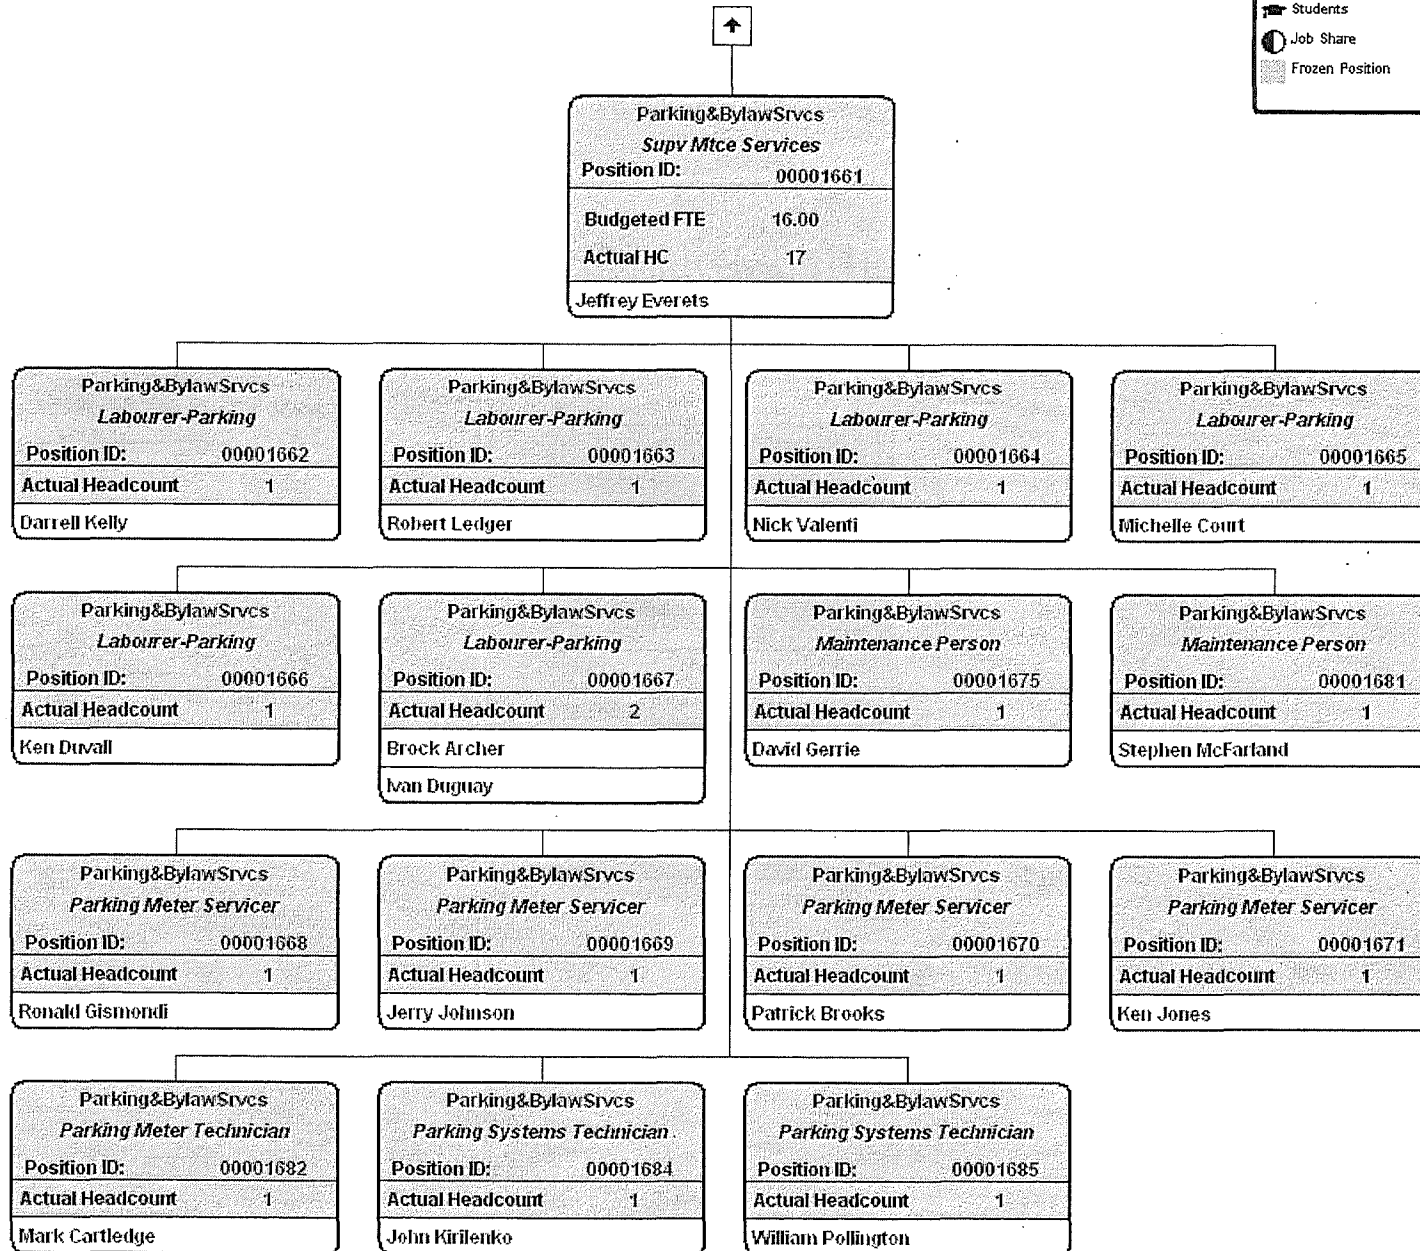 Students
Job Share
Frozen Position
Parking&BylawSrvcs
Supv Mtce Services
Position ID: 00001661
Budgeted FTE 16.00
Actual HC 17
Jeffrey Everets
Parking&BylawSrvcs
Labourer-Parking
Position ID: 00001662
Actual Headcount 1
Darrell Kelly
Parking&BylawSrvcs
Labourer-Parking
Position ID: 00001663
Actual Headcount 1
Robert Ledger
Parking&BylawSrvcs
Labourer-Parking
Position ID: 00001664
Actual Headcount 1
Nick Valenti
Parking&BylawSrvcs
Labourer-Parking
Position ID: 00001665
Actual Headcount 1
Michelle Court
Parking&BylawSrvcs
Labourer-Parking
Position ID: 00001666
Actual Headcount 1
Ken Duvall
Parking&BylawSrvcs
Labourer-Parking
Position ID: 00001667
Actual Headcount 2
Brock Archer
Ivan Duguay
Parking&BylawSrvcs
Maintenance Person
Position ID: 00001675
Actual Headcount 1
David Gerrie
Parking&BylawSrvcs
Maintenance Person
Position ID: 00001681
Actual Headcount 1
Stephen McFarland
Parking&BylawSrvcs
Parking Meter Servicer
Position ID: 00001668
Actual Headcount 1
Ronald Gismondi
Parking&BylawSrvcs
Parking Meter Servicer
Position ID: 00001669
Actual Headcount 1
Jerry Johnson
Parking&BylawSrvcs
Parking Meter Servicer
Position ID: 00001670
Actual Headcount 1
Patrick Brooks
Parking&BylawSrvcs
Parking Meter Servicer
Position ID: 00001671
Actual Headcount 1
Ken Jones
Parking&BylawSrvcs
Parking Meter Technician
Position ID: 00001682
Actual Headcount 1
Mark Cartledge
Parking&BylawSrvcs
Parking Systems Technician
Position ID: 00001684
Actual Headcount 1
John Kirilenko
Parking&BylawSrvcs
Parking Systems Technician
Position ID: 00001685
Actual Headcount 1
William Pollington